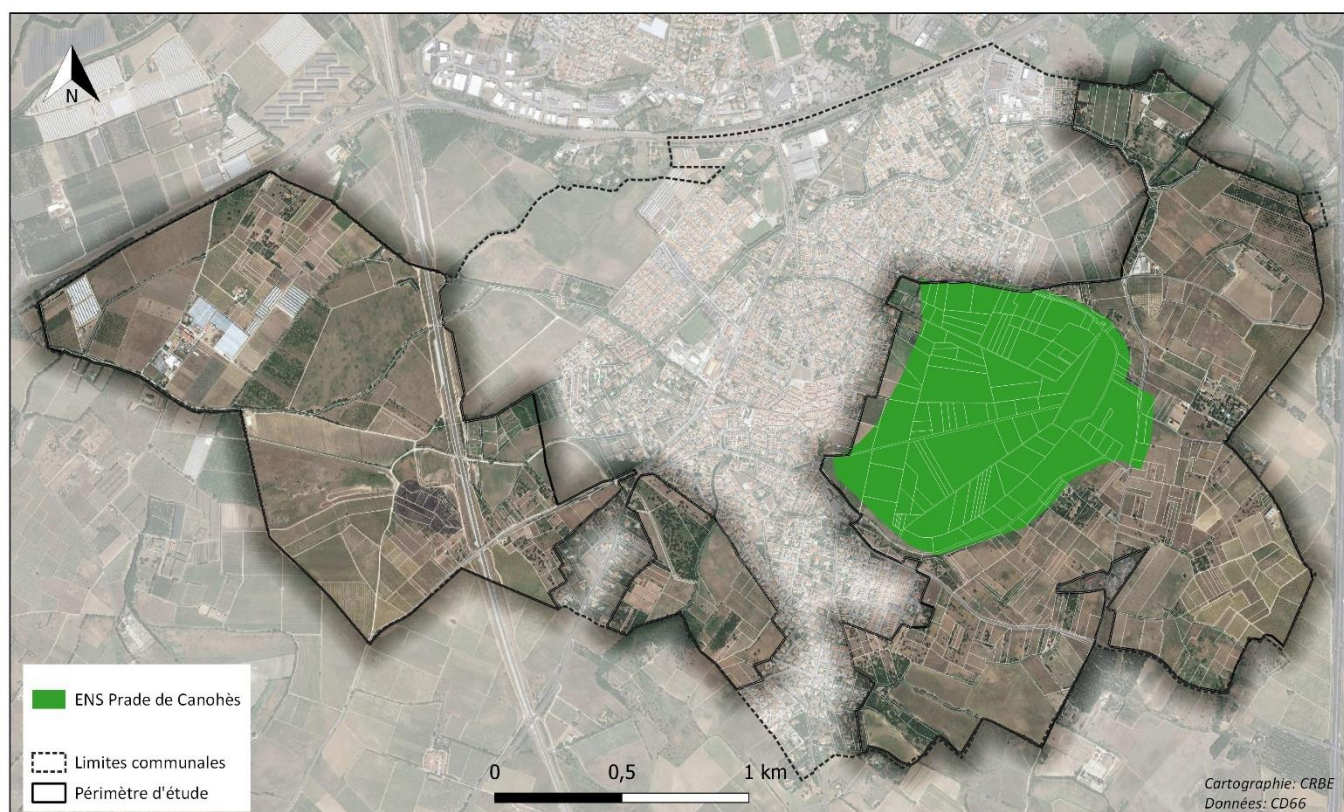 N
ENS Prade de Canohès
Limites communales
Périmètre d'étude
0 0,5 1 km
Cartographie: CRBE
Données: CD66